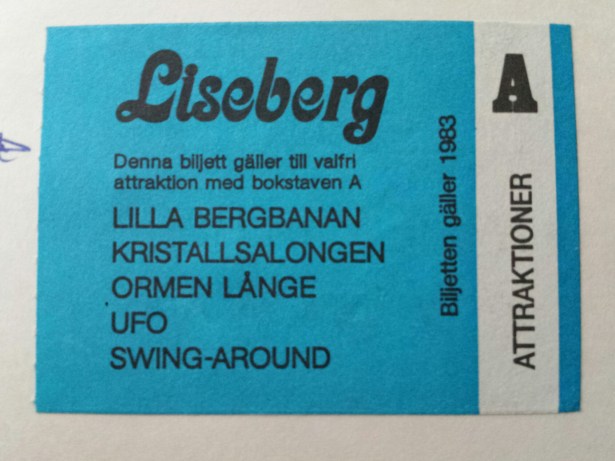 Liseberg
Denna biljett gäller till valfri
attraktion med bokstaven A
LILLA BERGBANAN
KRISTALLSALONGEN
ORMEN LÅNGE
UFO
SWING-AROUND
Biljetten gäller 1983
A
ATTRAKTIONER